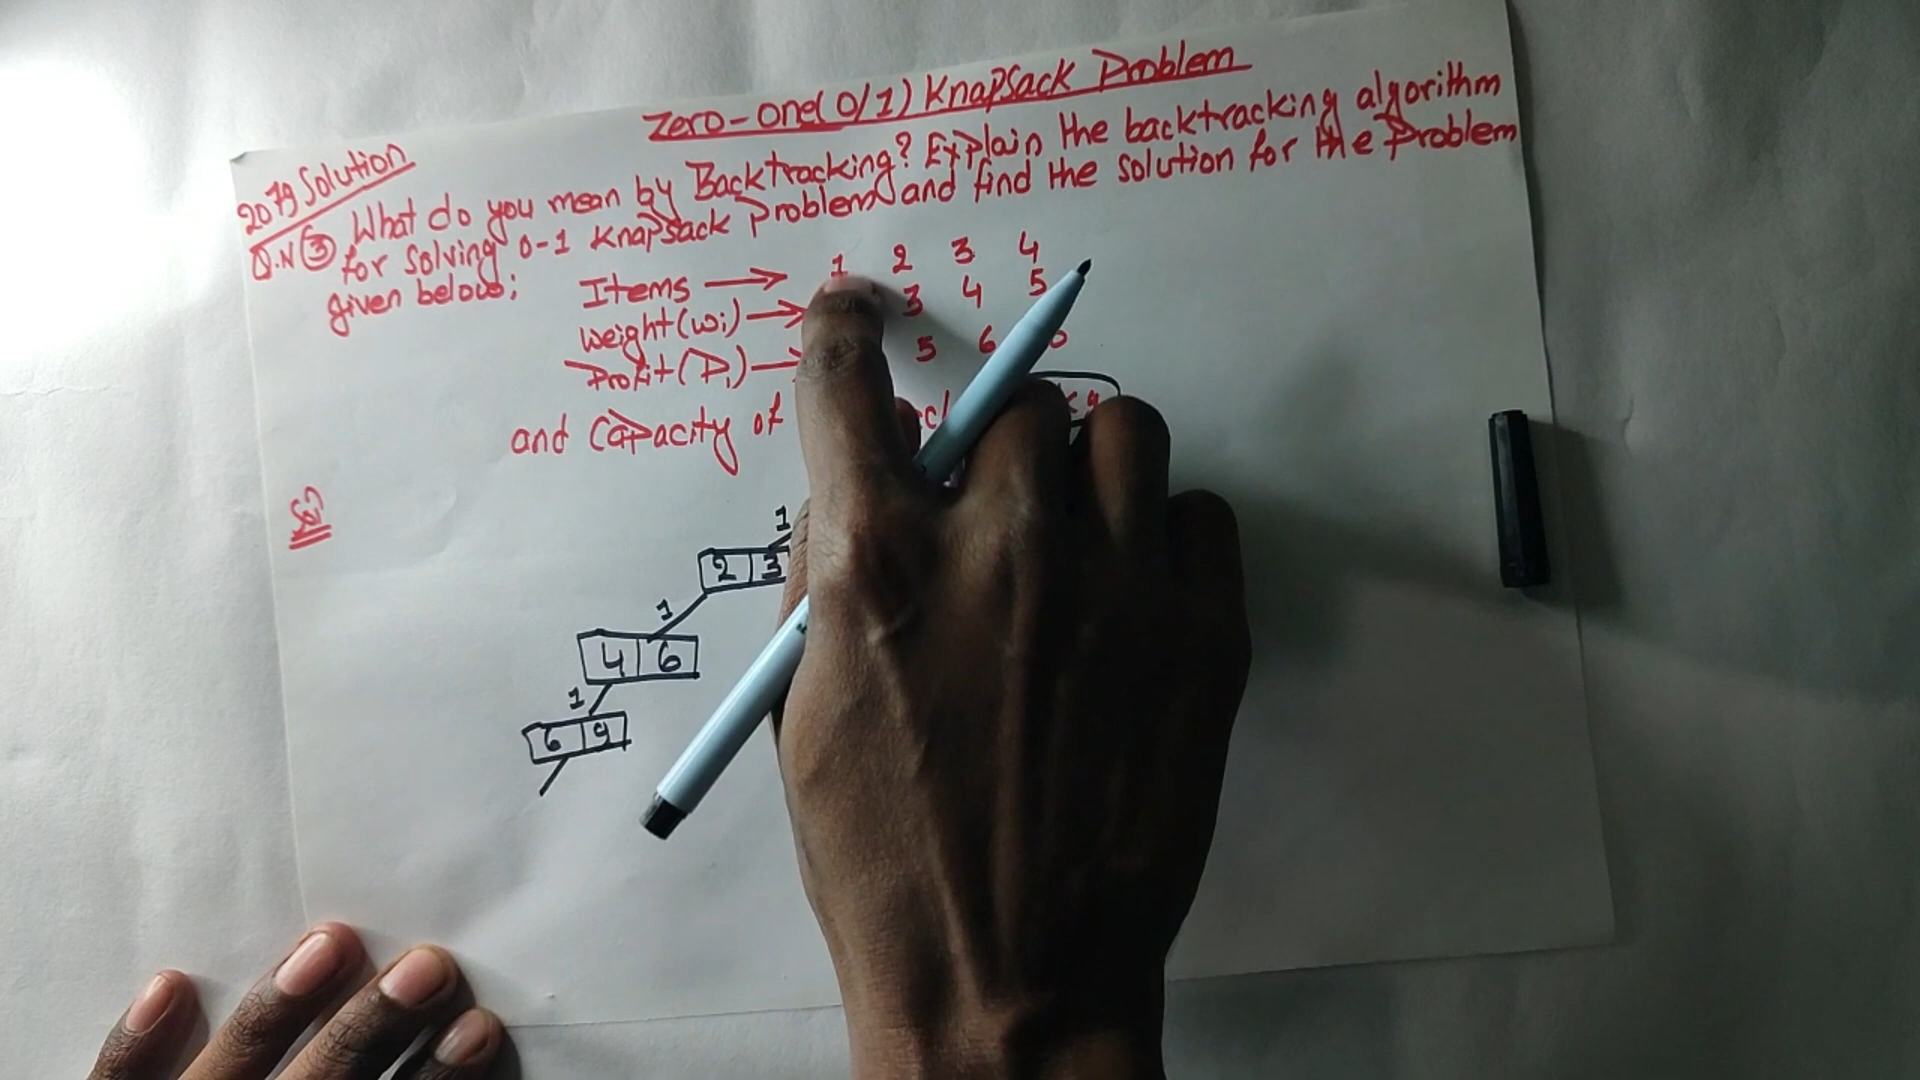 Zero-One(0/1) Knapsack Problem
2079 Solution
Q.N 3 What do you mean by Backtracking? Explain the backtracking algorithm
for solving 0-1 Knapsack Problem and find the solution for the Problem
given below;
Items → 1 2 3 4
Weight(wi) → 3 4 5
Profit(Pi) → 5 6
and Capacity of
Soln
1
2 3
1
4 6
1
6 9